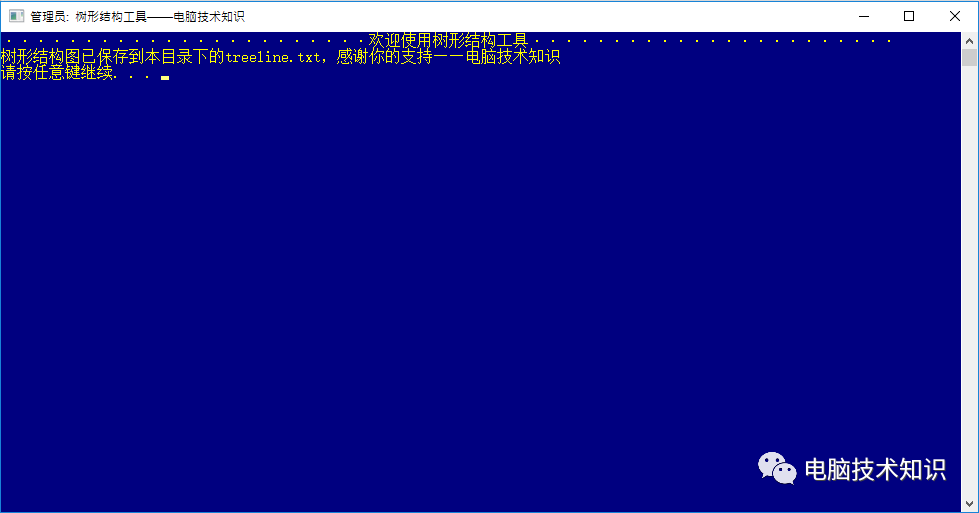 管理员: 树形结构工具——电脑技术知识
·······················欢迎使用树形结构工具·······················
树形结构图已保存到本目录下的treeline.txt，感谢你的支持——电脑技术知识
请按任意键继续. . .
电脑技术知识